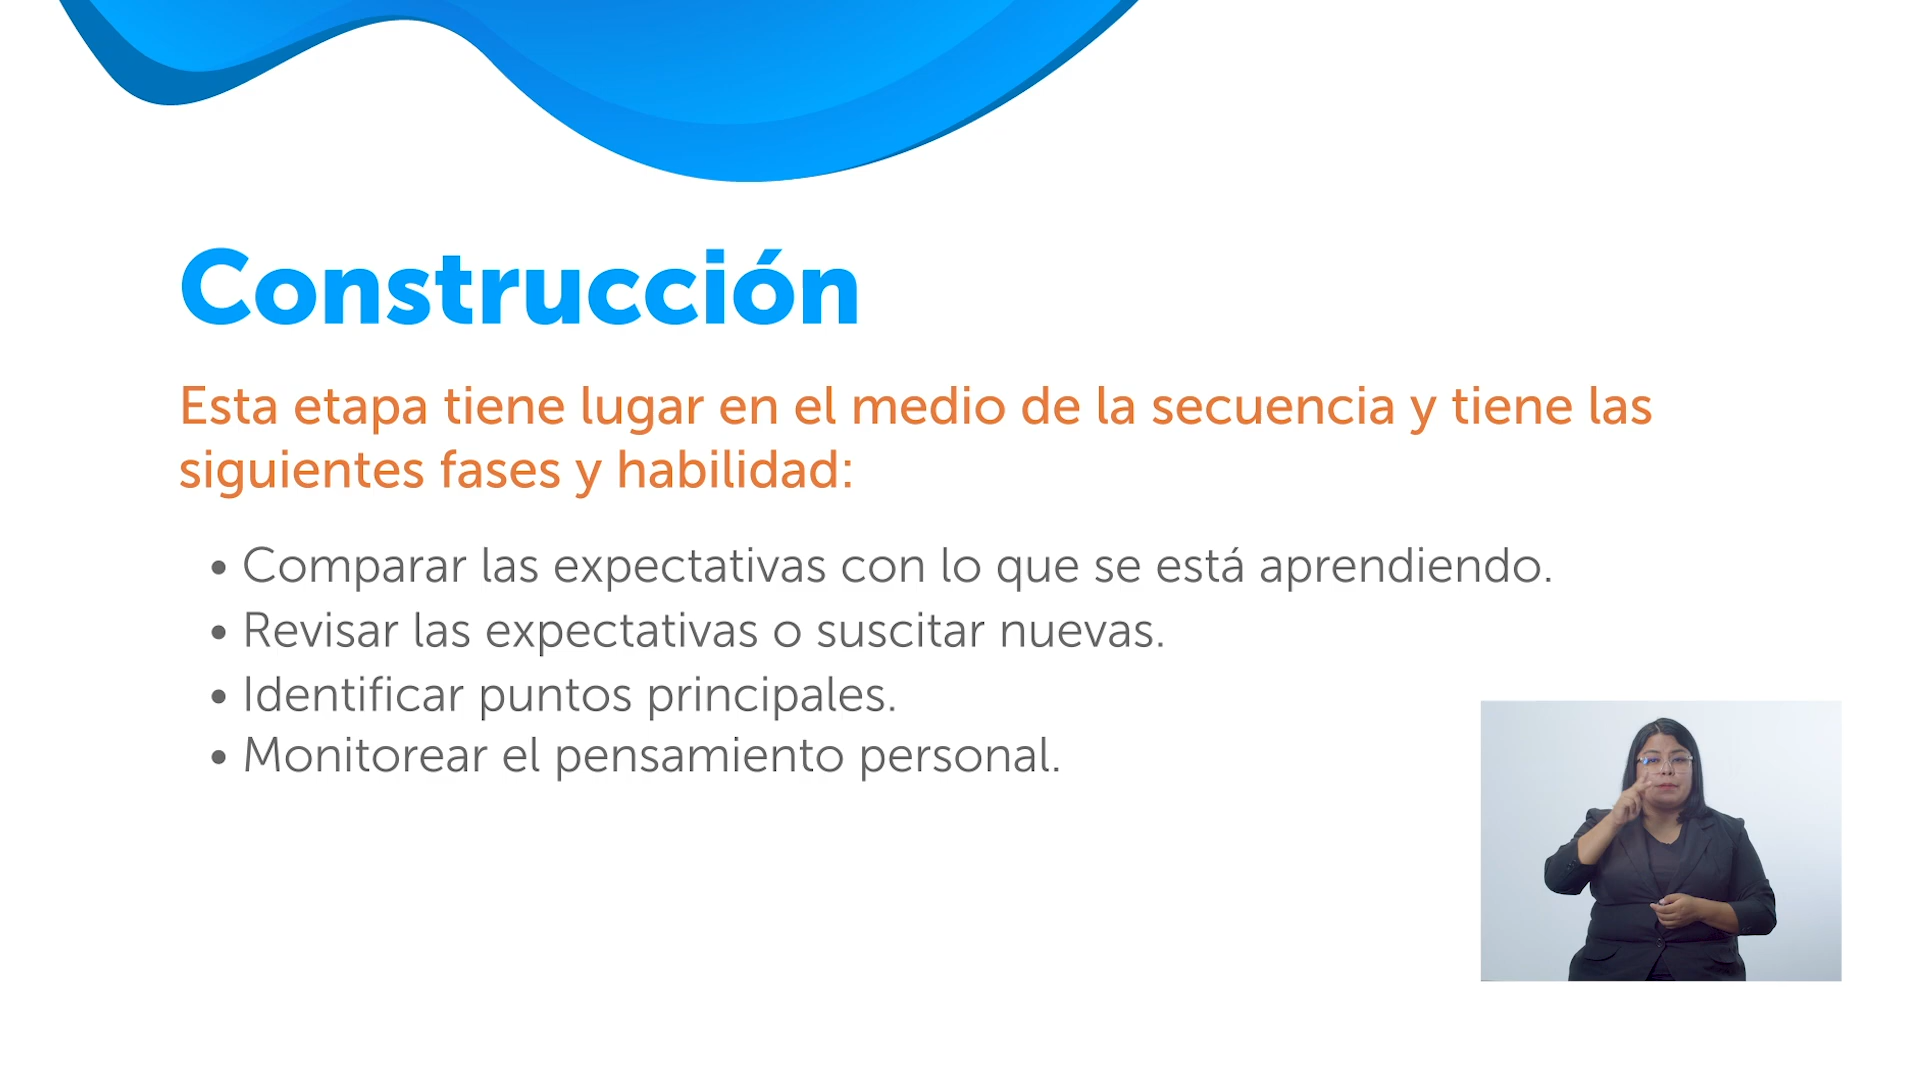 Construcción
Esta etapa tiene lugar en el medio de la secuencia y tiene las
siguientes fases y habilidad:
• Comparar las expectativas con lo que se está aprendiendo.
• Revisar las expectativas o suscitar nuevas.
• Identificar puntos principales.
• Monitorear el pensamiento personal.